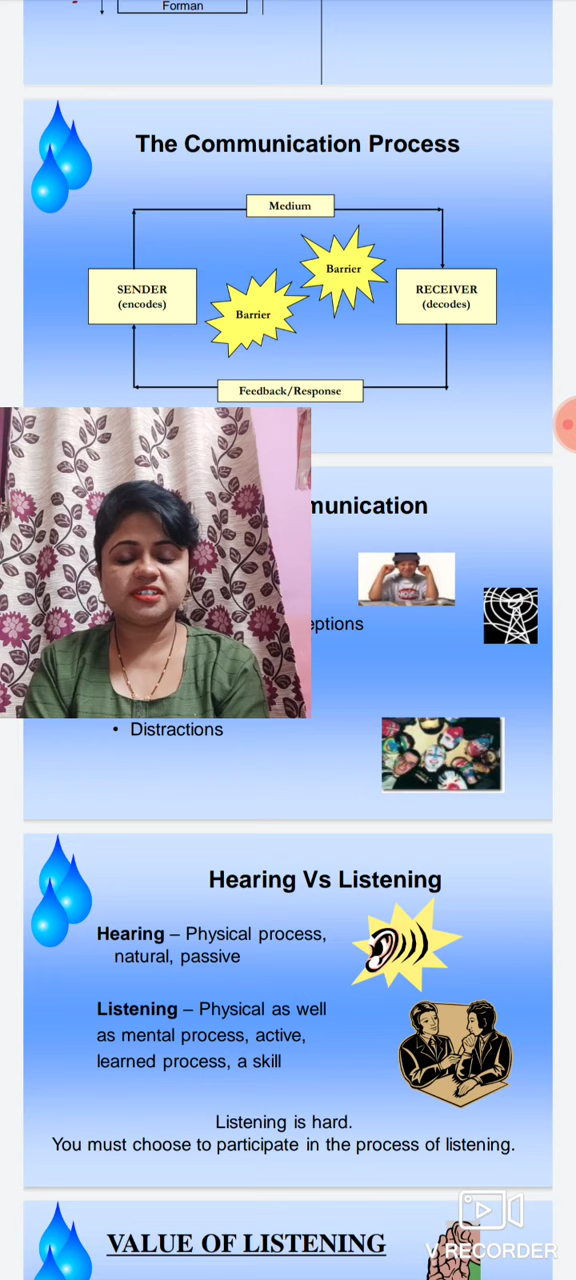 Forman
The Communication Process
Medium
Barrier
SENDER
(encodes)
RECEIVER
(decodes)
Barrier
Feedback/Response
• Distractions
Hearing Vs Listening
Hearing – Physical process,
natural, passive
Listening – Physical as well
as mental process, active,
learned process, a skill
Listening is hard.
You must choose to participate in the process of listening.
VALUE OF LISTENING
V RECORDER